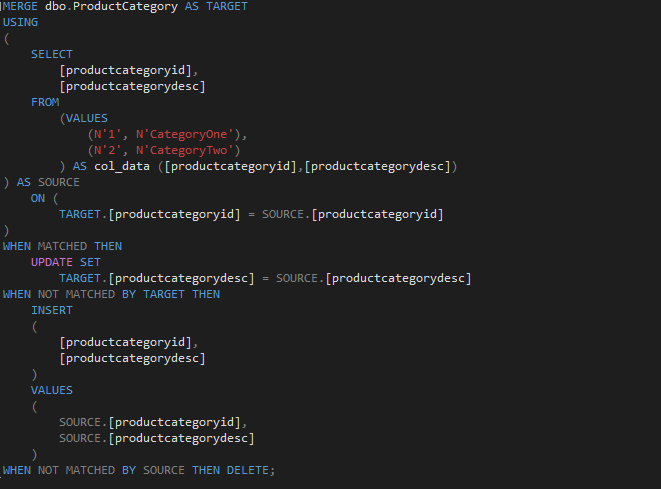 MERGE dbo.ProductCategory AS TARGET
USING
(
    SELECT
        [productcategoryid],
        [productcategorydesc]
    FROM
        (VALUES
            (N'1', N'CategoryOne'),
            (N'2', N'CategoryTwo')
        ) AS col_data ([productcategoryid],[productcategorydesc])
) AS SOURCE
    ON (
        TARGET.[productcategoryid] = SOURCE.[productcategoryid]
)
WHEN MATCHED THEN
    UPDATE SET
        TARGET.[productcategorydesc] = SOURCE.[productcategorydesc]
WHEN NOT MATCHED BY TARGET THEN
    INSERT
    (
        [productcategoryid],
        [productcategorydesc]
    )
    VALUES
    (
        SOURCE.[productcategoryid],
        SOURCE.[productcategorydesc]
    )
WHEN NOT MATCHED BY SOURCE THEN DELETE;